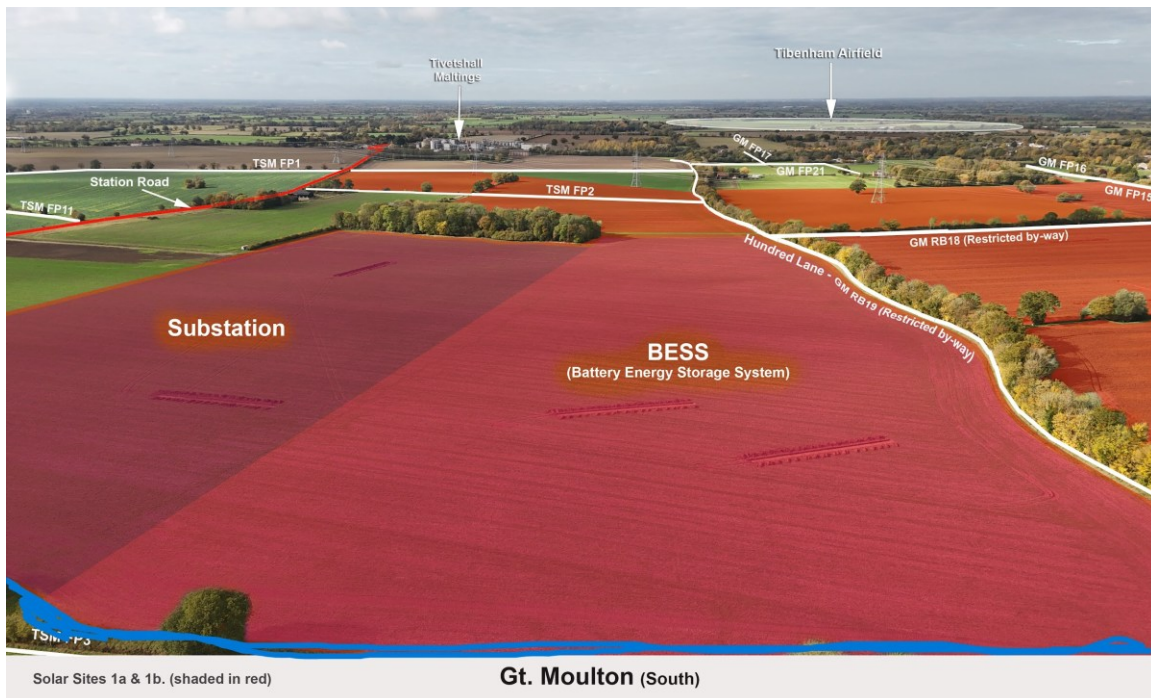 Tivetshall
Maltings
Tibenham Airfield
GM FP17
TSM FP1
GM FP21
GM FP16
Station Road
TSM FP2
GM FP15
TSM FP11
GM RB18 (Restricted by-way)
Hundred Lane - GM RB19 (Restricted by-way)
Substation
BESS
(Battery Energy Storage System)
TSM FP3
Solar Sites 1a & 1b. (shaded in red)
Gt. Moulton (South)